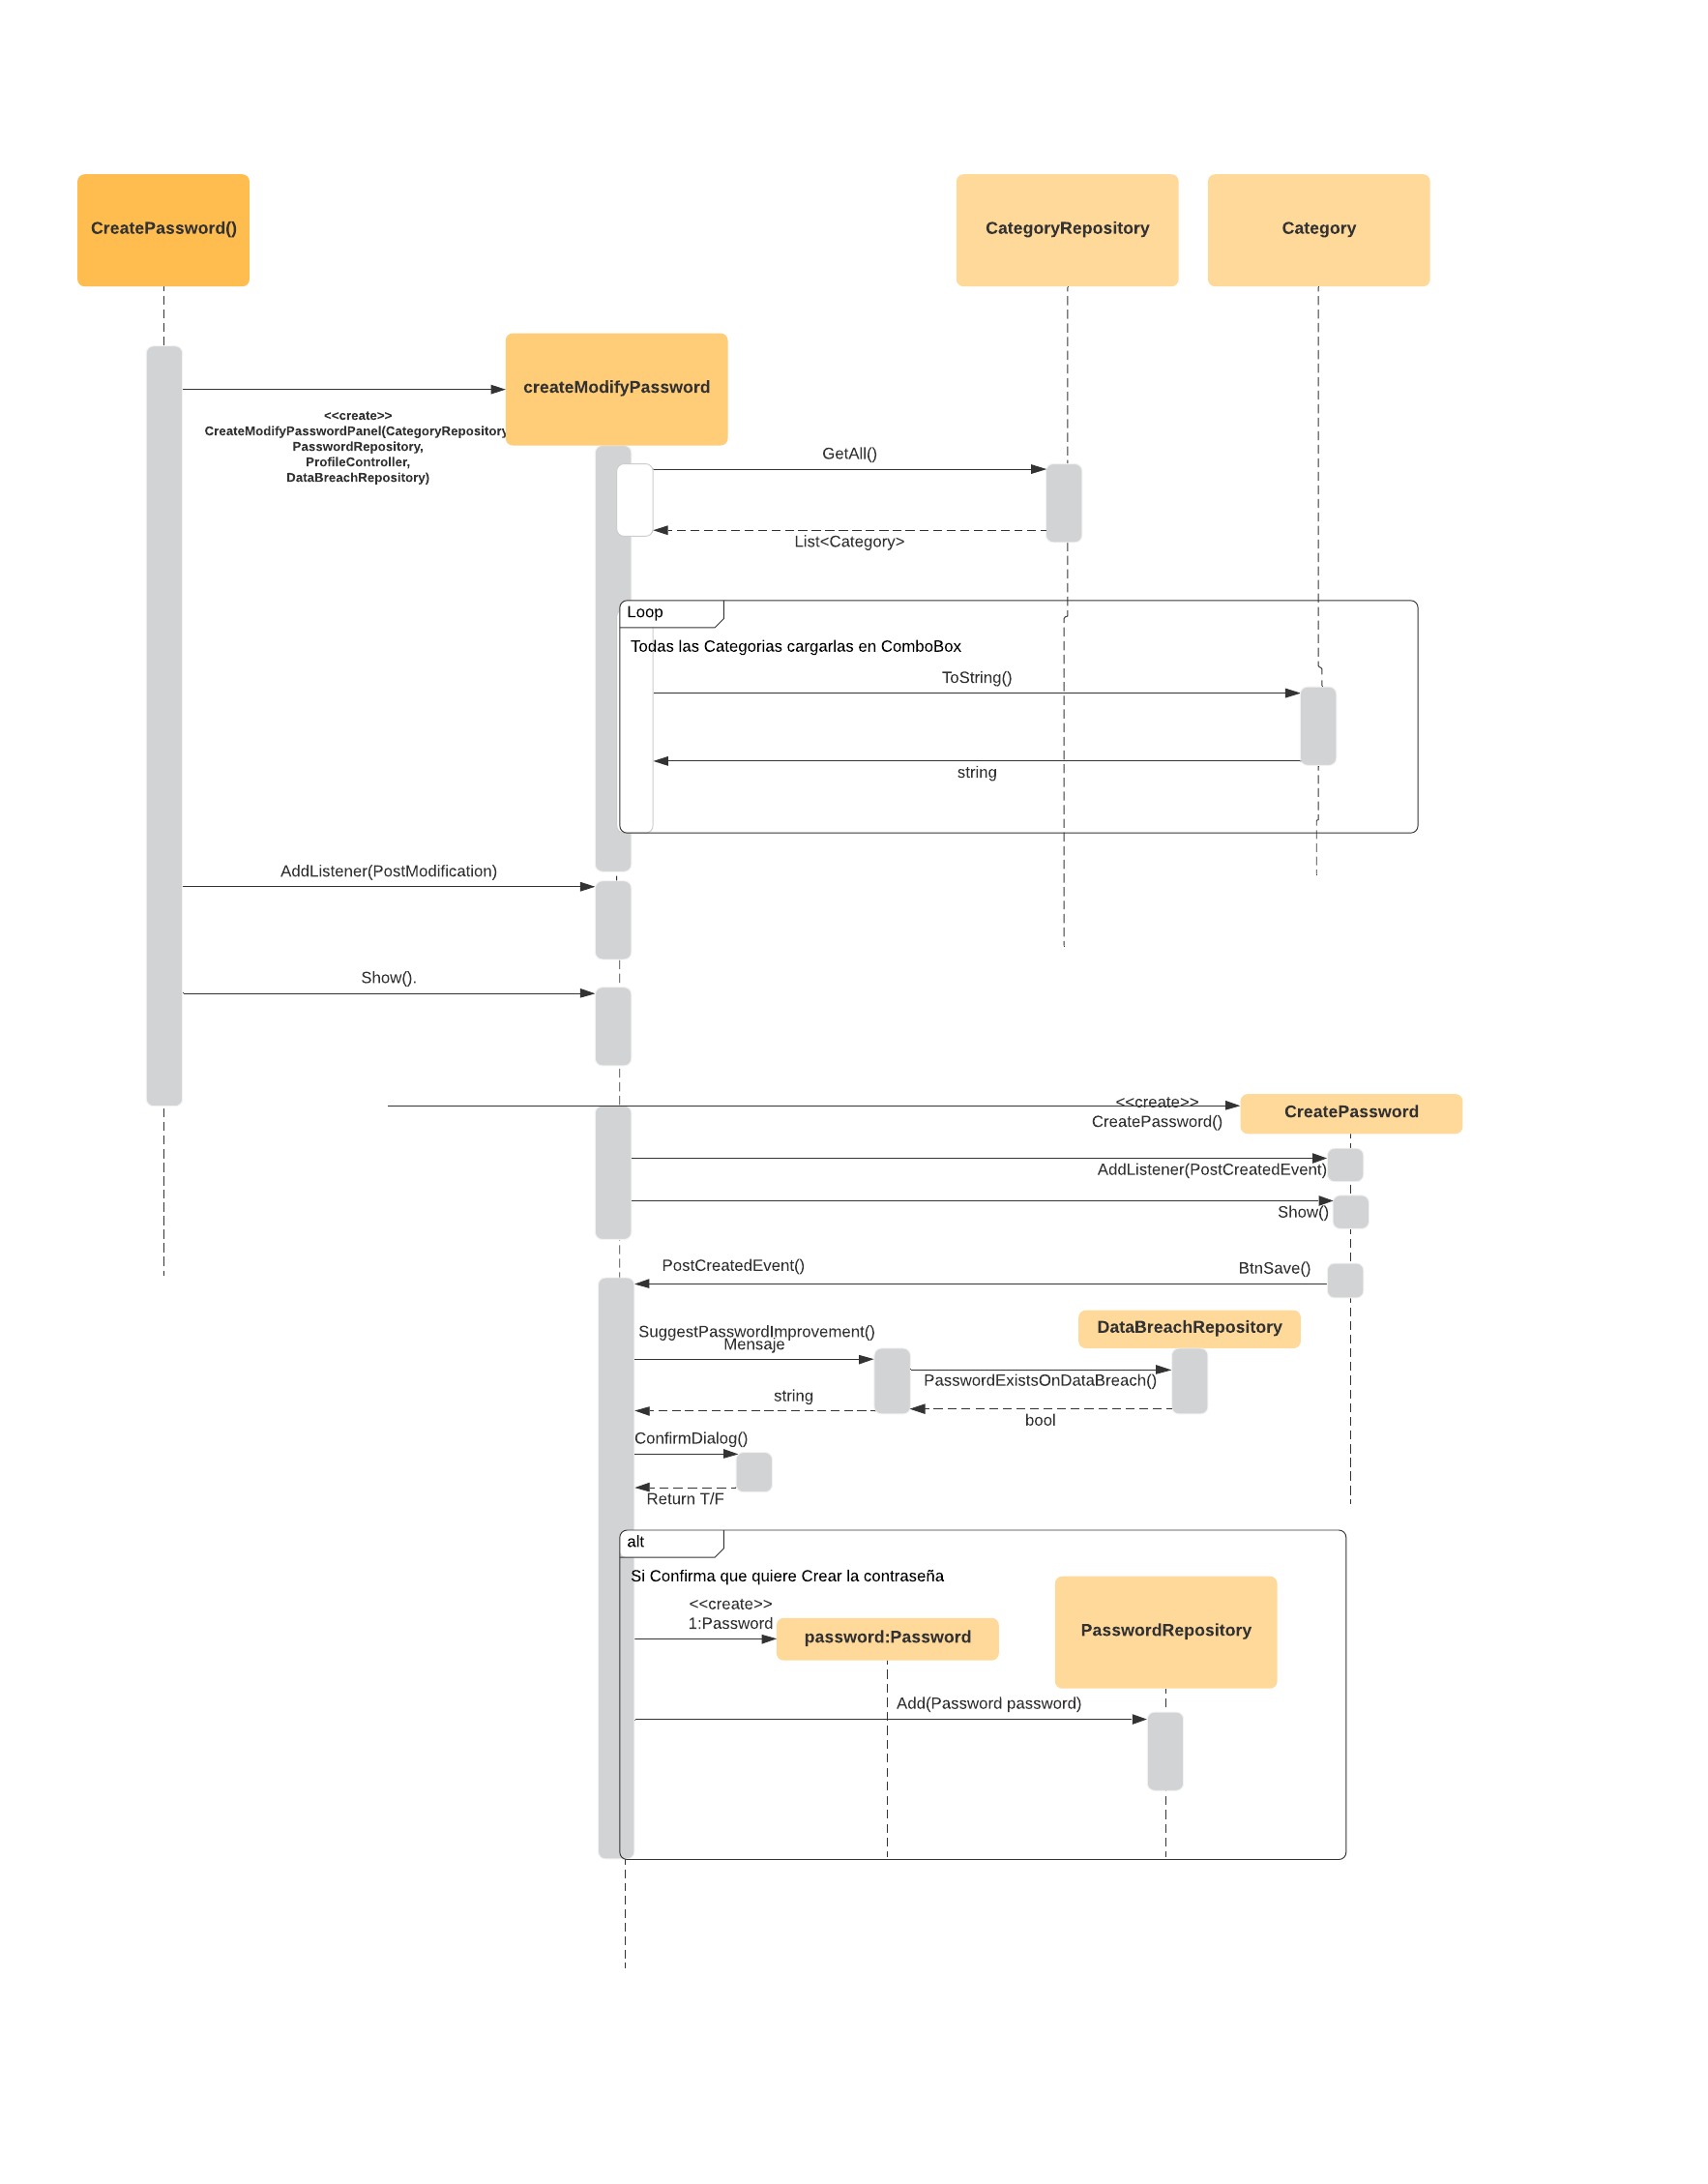 CreatePassword()
CategoryRepository
Category
createModifyPassword
<<create>>
CreateModifyPasswordPanel(CategoryRepository
PasswordRepository,
ProfileController,
DataBreachRepository)
GetAll()
List<Category>
Loop
Todas las Categorias cargarlas en ComboBox
ToString()
string
AddListener(PostModification)
Show().
<<create>>
CreatePassword()
CreatePassword
AddListener(PostCreatedEvent)
Show()
PostCreatedEvent()
BtnSave()
DataBreachRepository
SuggestPasswordImprovement()
Mensaje
PasswordExistsOnDataBreach()
string
bool
ConfirmDialog()
Return T/F
alt
Si Confirma que quiere Crear la contraseña
<<create>>
1:Password
password:Password
PasswordRepository
Add(Password password)